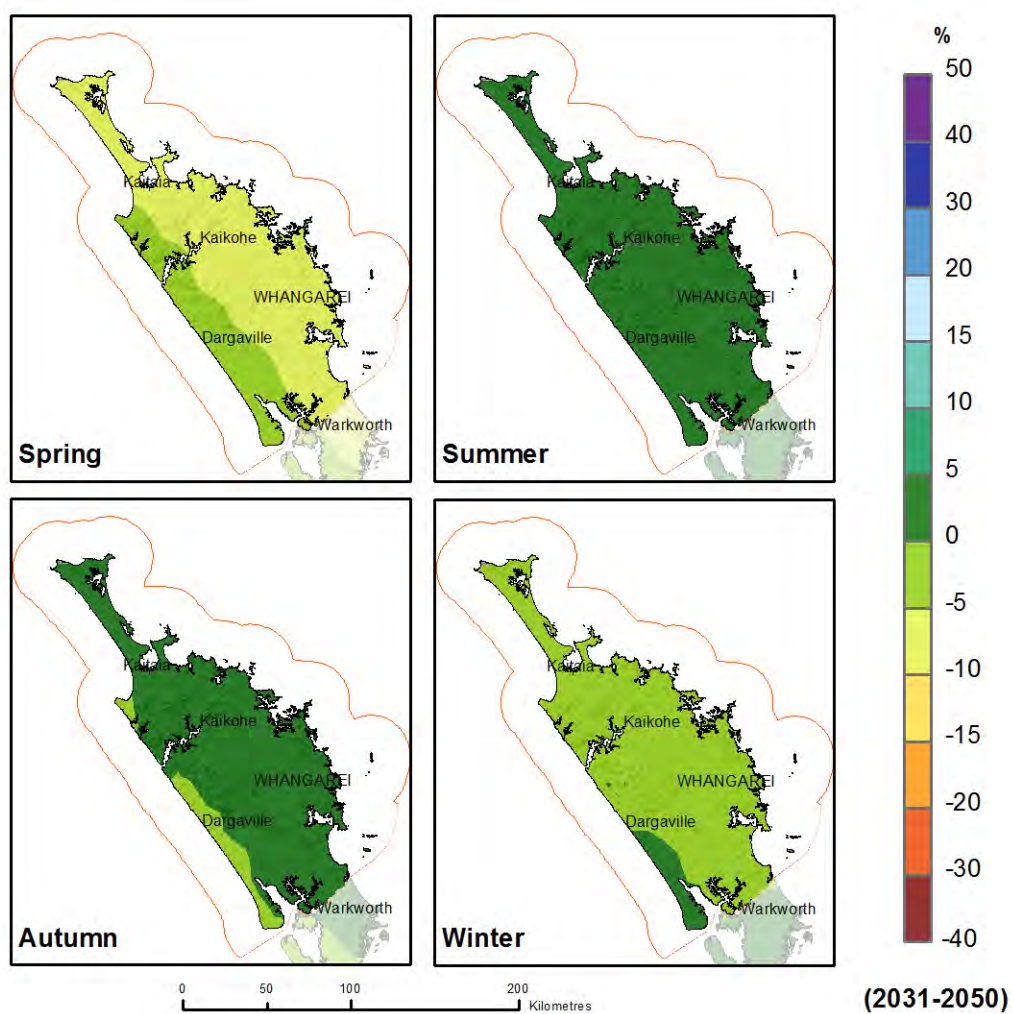 Kaitaia
Kaikohe
WHANGAREI
Dargaville
Warkworth
Spring
Kaitaia
Kaikohe
WHANGAREI
Dargaville
Warkworth
Summer
Kaitaia
Kaikohe
WHANGAREI
Dargaville
Warkworth
Autumn
Kaitaia
Kaikohe
WHANGAREI
Dargaville
Warkworth
Winter
%
50
40
30
20
15
10
5
0
-5
-10
-15
-20
-30
-40
0 50 100 200
Kilometres
(2031-2050)